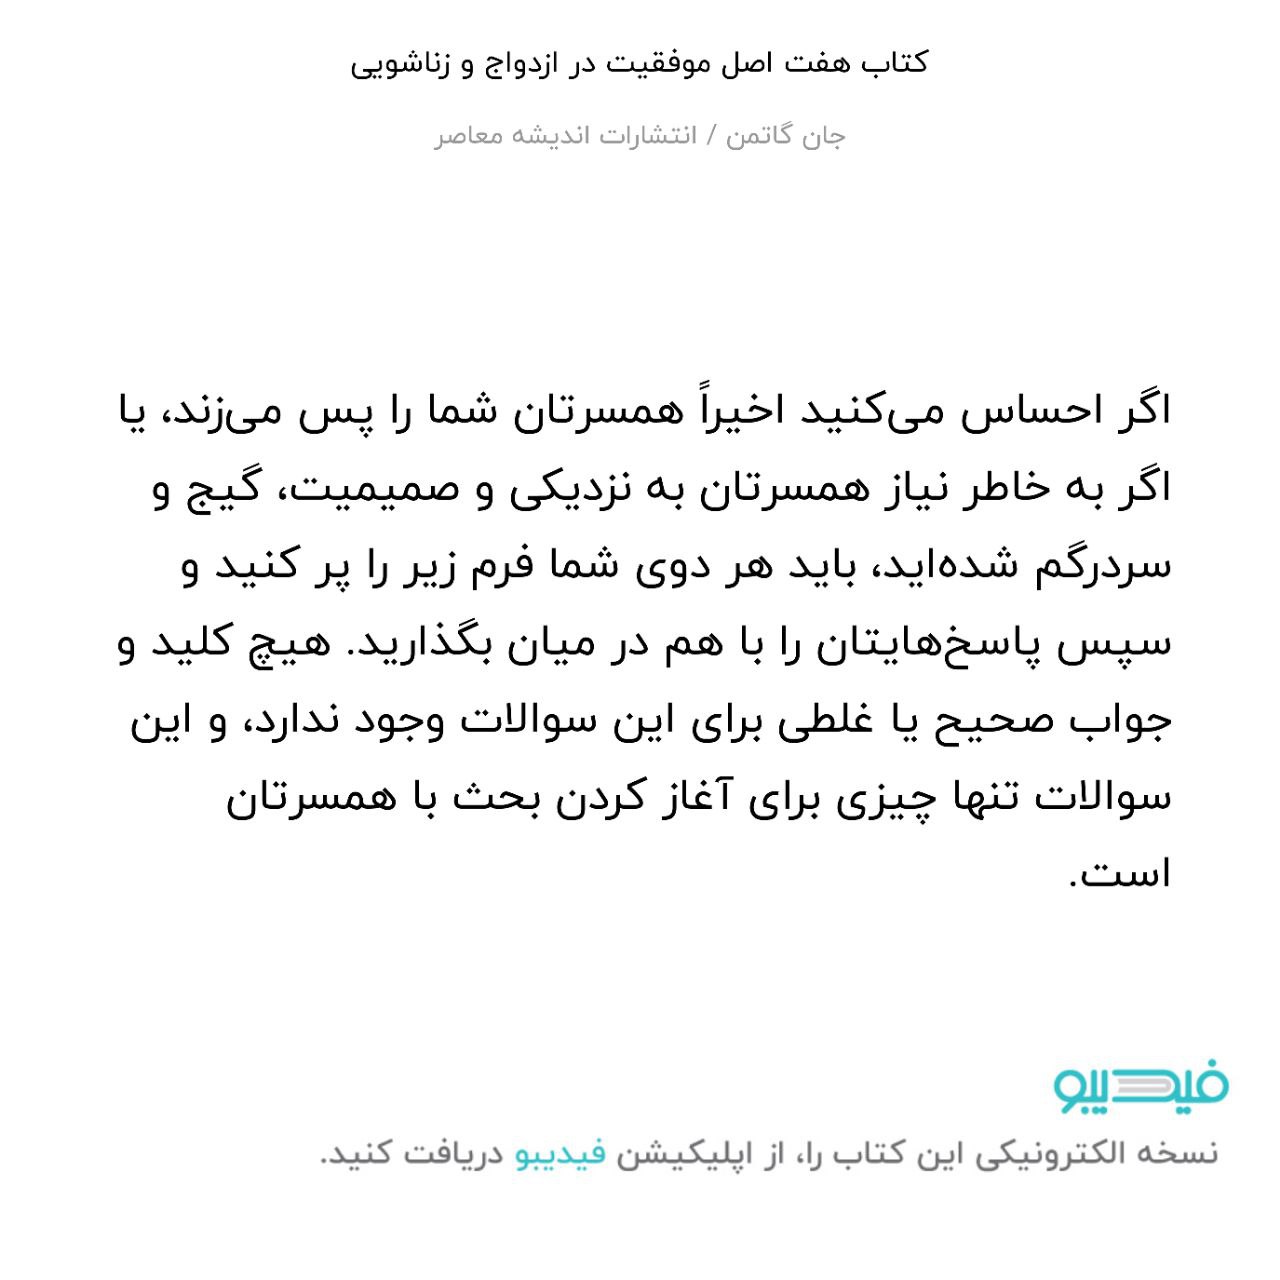 کتاب هفت اصل موفقیت در ازدواج و زناشویی
جان گاتمن / انتشارات اندیشه معاصر
اگر احساس می‌کنید اخیراً همسرتان شما را پس می‌زند، یا
اگر به خاطر نیاز همسرتان به نزدیکی و صمیمیت، گیج و
سردرگم شده‌اید، باید هر دوی شما فرم زیر را پر کنید و
سپس پاسخ‌هایتان را با هم در میان بگذارید. هیچ کلید و
جواب صحیح یا غلطی برای این سوالات وجود ندارد، و این
سوالات تنها چیزی برای آغاز کردن بحث با همسرتان
است.
فیدیبو
نسخه الکترونیکی این کتاب را، از اپلیکیشن فیدیبو دریافت کنید.